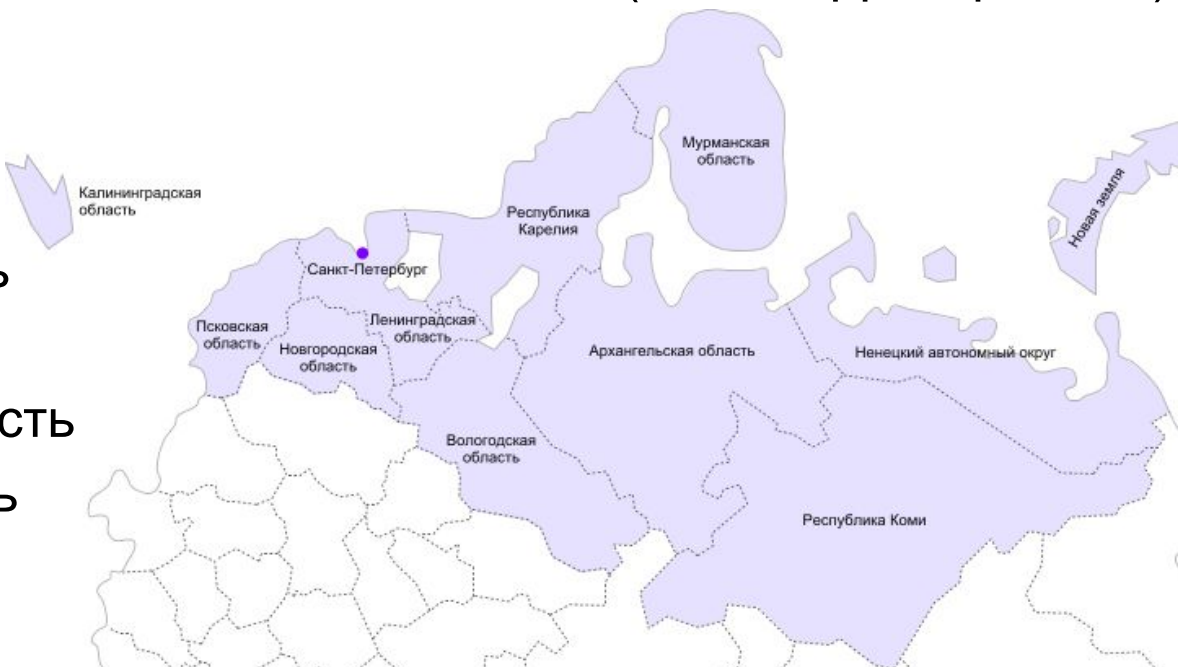 Мурманская
область
Калининградская
область
Новая земля
Республика
Карелия
Санкт-Петербург
ь
Псковская
область
Ленинградская
область
Новгородская
область
Архангельская область
Ненецкий автономный округ
сть
Вологодская
область
ь
Республика Коми